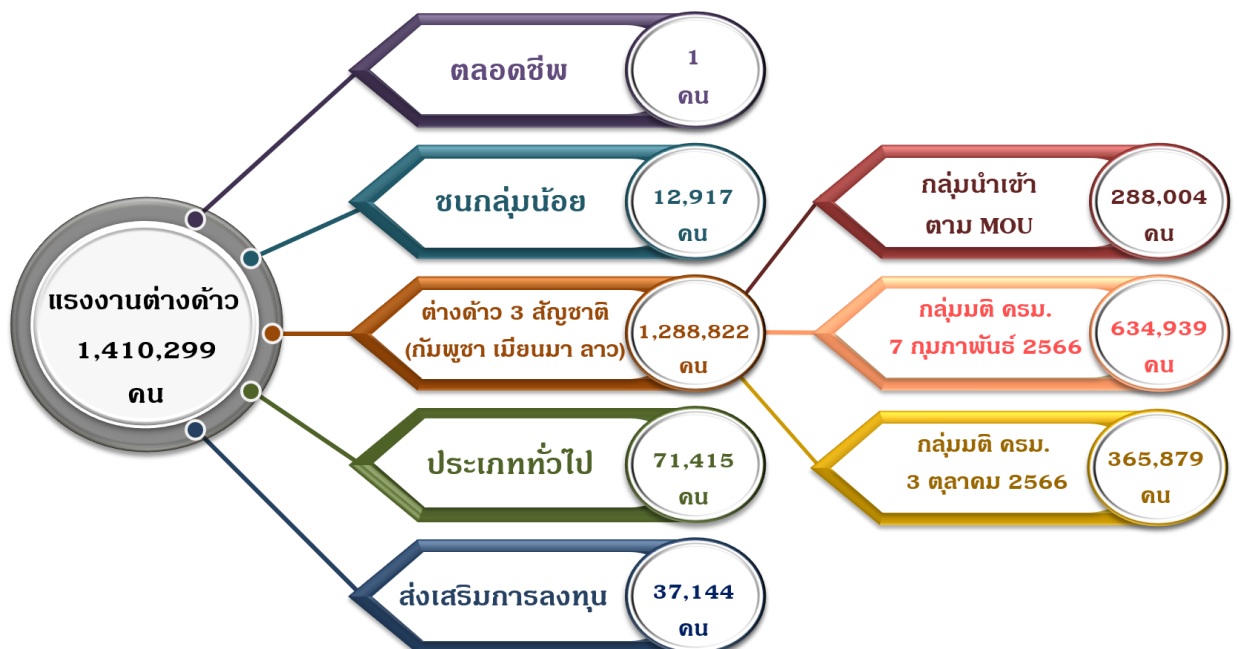 แรงงานต่างด้าว
1,410,299
คน
ตลอดชีพ
1
คน
ชนกลุ่มน้อย
12,917
คน
ต่างด้าว 3 สัญชาติ
(กัมพูชา เมียนมา ลาว)
1,288,822
คน
ประเภททั่วไป
71,415
คน
ส่งเสริมการลงทุน
37,144
คน
กลุ่มนำเข้า
ตาม MOU
288,004
คน
กลุ่มมติ ครม.
7 กุมภาพันธ์ 2566
634,939
คน
กลุ่มมติ ครม.
3 ตุลาคม 2566
365,879
คน